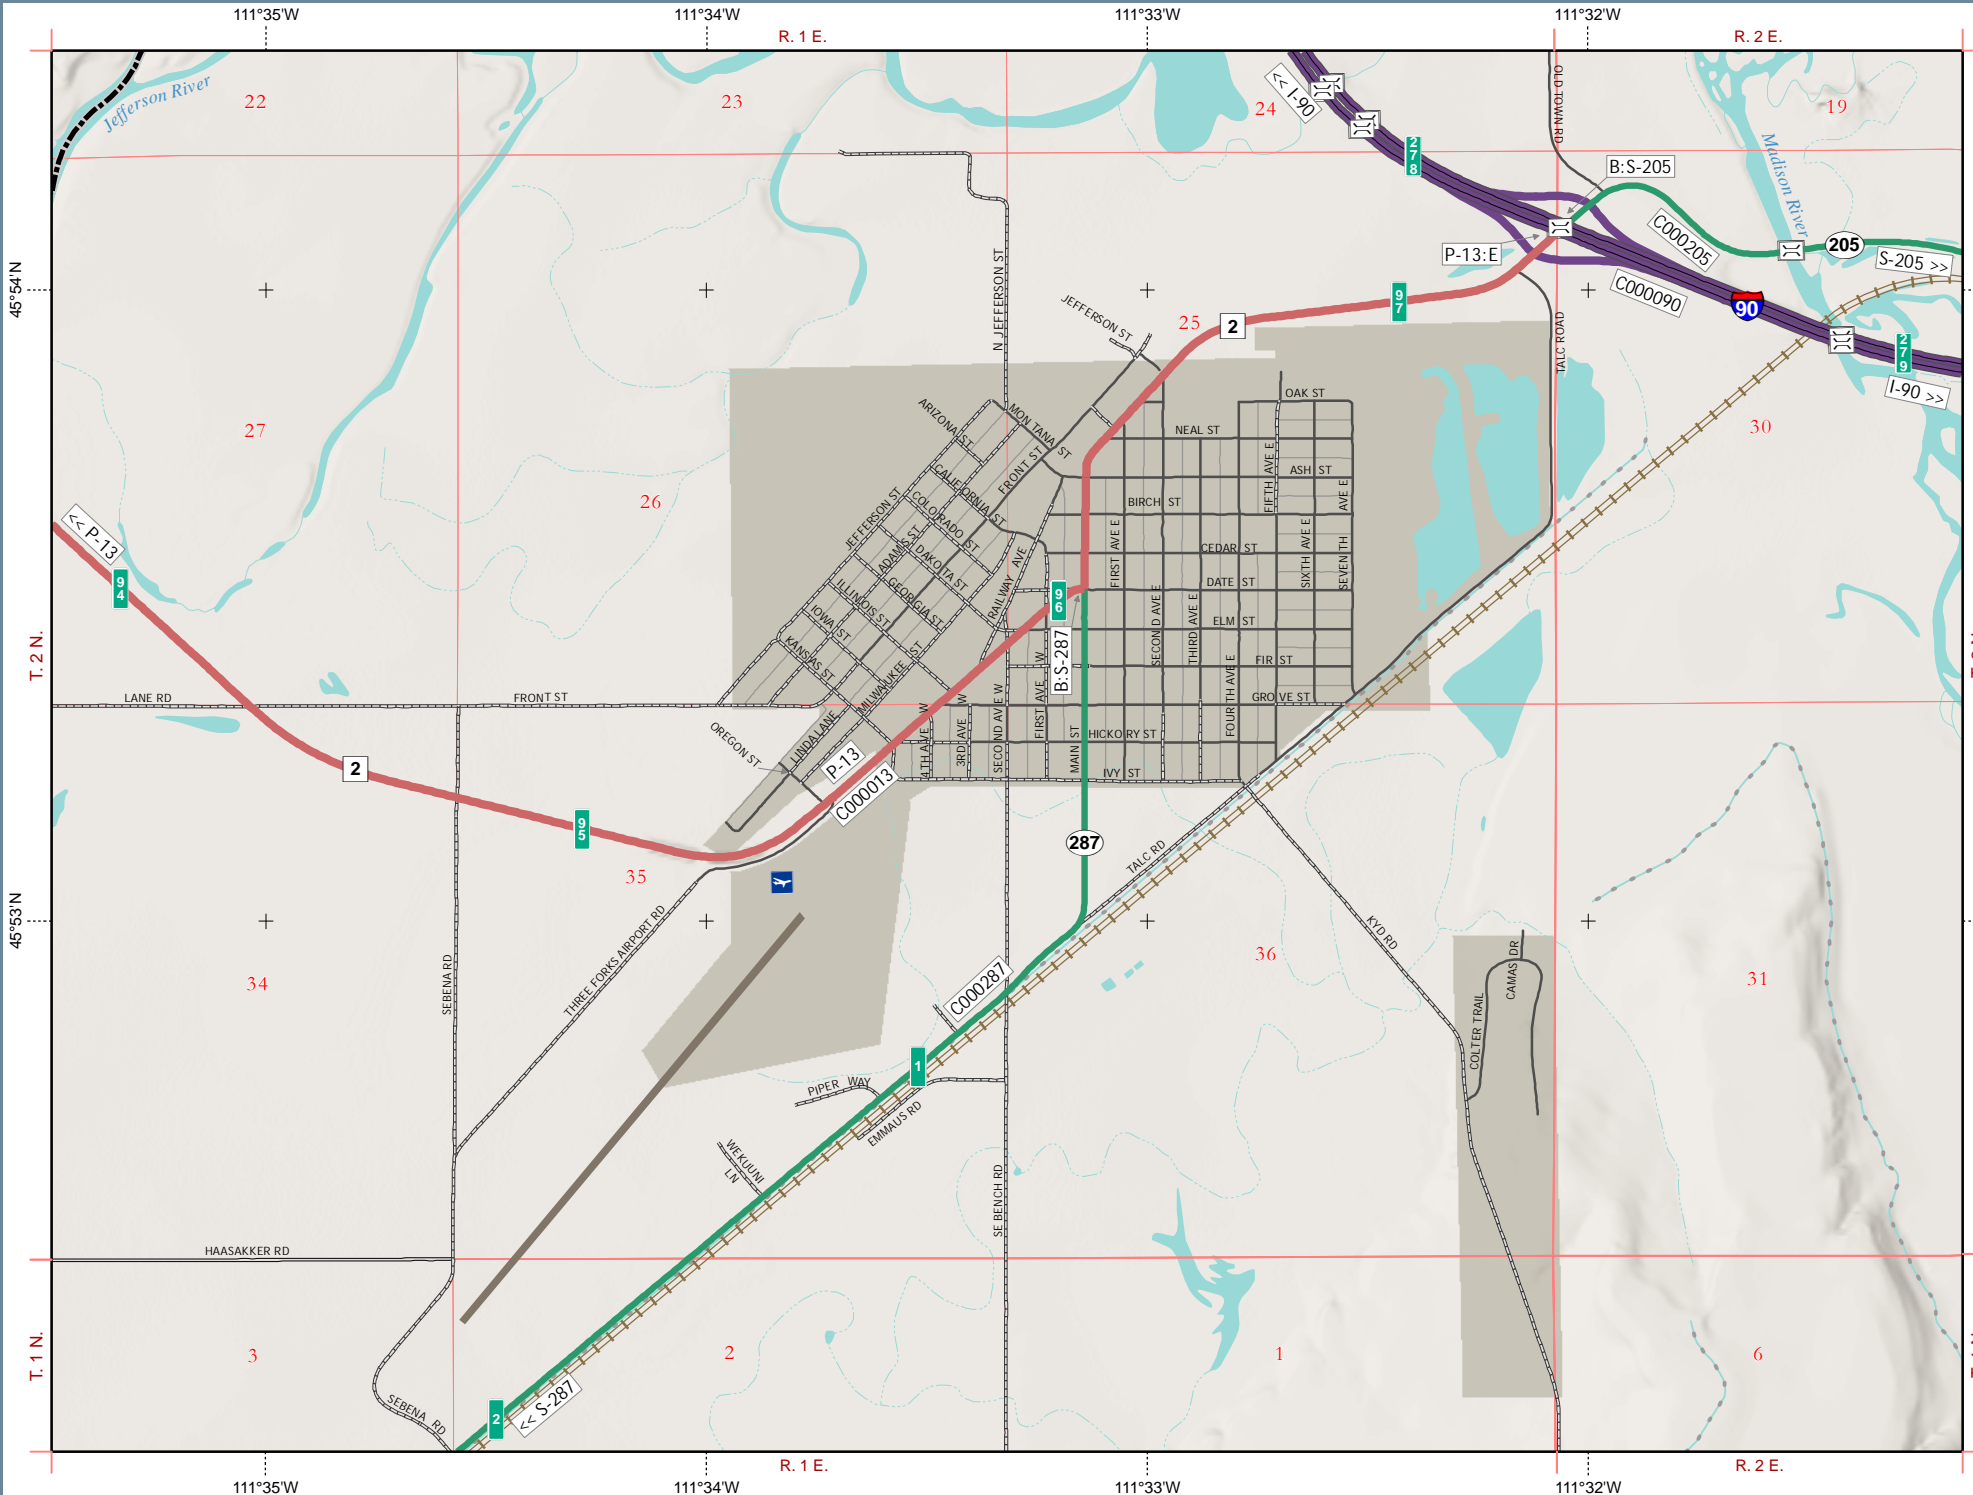 111°35'W
111°34'W
111°33'W
111°32'W
R. 1 E.
R. 2 E.
Jefferson River
22
23
24
19
<< I-90
278
OLD TOWN RD
Madison River
B:S-205
C000205
205
S-205 >>
P-13:E
C000090
90
279
I-90 >>
45°54'N
N JEFFERSON ST
JEFFERSON ST
25
2
97
TALC ROAD
27
26
30
ARIZONA ST
MONTANA ST
OAK ST
NEAL ST
FRONT ST
CALIFORNIA ST
ASH ST
FIFTH AVE E
JEFFERSON ST
COLORADO ST
BIRCH ST
SEVENTH AVE E
ADAMS ST
DAKOTA ST
RAILWAY AVE
FIRST AVE E
CEDAR ST
SIXTH AVE E
<< P-13
94
ILLINOIS ST
GEORGIA ST
96
DATE ST
IOWA ST
SECOND AVE E
THIRD AVE E
ELM ST
KANSAS ST
MILWAUKEE ST
B:S-287
FIR ST
T. 2 N.
LANE RD
FRONT ST
FOURTH AVE E
GROVE ST
OREGON ST
LINDA LANE
P-13
C000013
4TH AVE W
3RD AVE W
SECOND AVE W
FIRST AVE W
MAIN ST
HICKORY ST
IVY ST
2
95
287
TALC RD
35
45°53'N
34
SEBENA RD
THREE FORKS AIRPORT RD
KYD RD
36
31
C000287
COLTER TRAIL
CAMAS DR
1
PIPER WAY
EMMAUS RD
WEKUUNI LN
SE BENCH RD
HAASAKKER RD
T. 1 N.
3
2
1
6
SEBENA RD
2
<< S-287
R. 1 E.
R. 2 E.
111°35'W
111°34'W
111°33'W
111°32'W